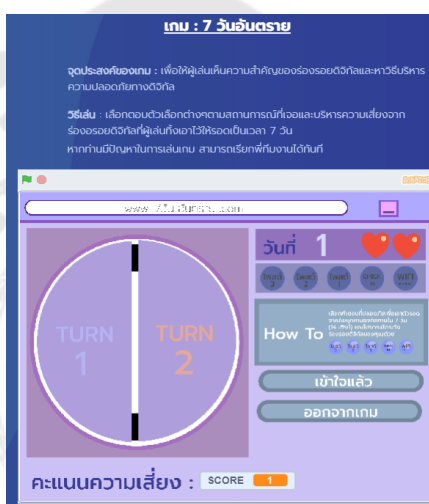 เกม : 7 วันอันตราย
จุดประสงค์ของเกม : เพื่อให้ผู้เล่นเห็นความสำคัญของร่องรอยดิจิทัลและหาวิธีบริหาร
ความปลอดภัยทางดิจิทัล
วิธีเล่น : เลือกตอบตัวเลือกต่างๆตามสถานการณ์ที่เจอและบริหารความเสี่ยงจาก
ร่องรอยดิจิทัลที่ผู้เล่นทิ้งเอาไว้ให้รอดเป็นเวลา 7 วัน
หากท่านมีปัญหาในการเล่นเกม สามารถเรียกพี่ทีมงานได้ทันที
วันที่ 1
TURN 1
TURN 2
How To
เข้าใจแล้ว
ออกจากเกม
คะแนนความเสี่ยง : SCORE 1